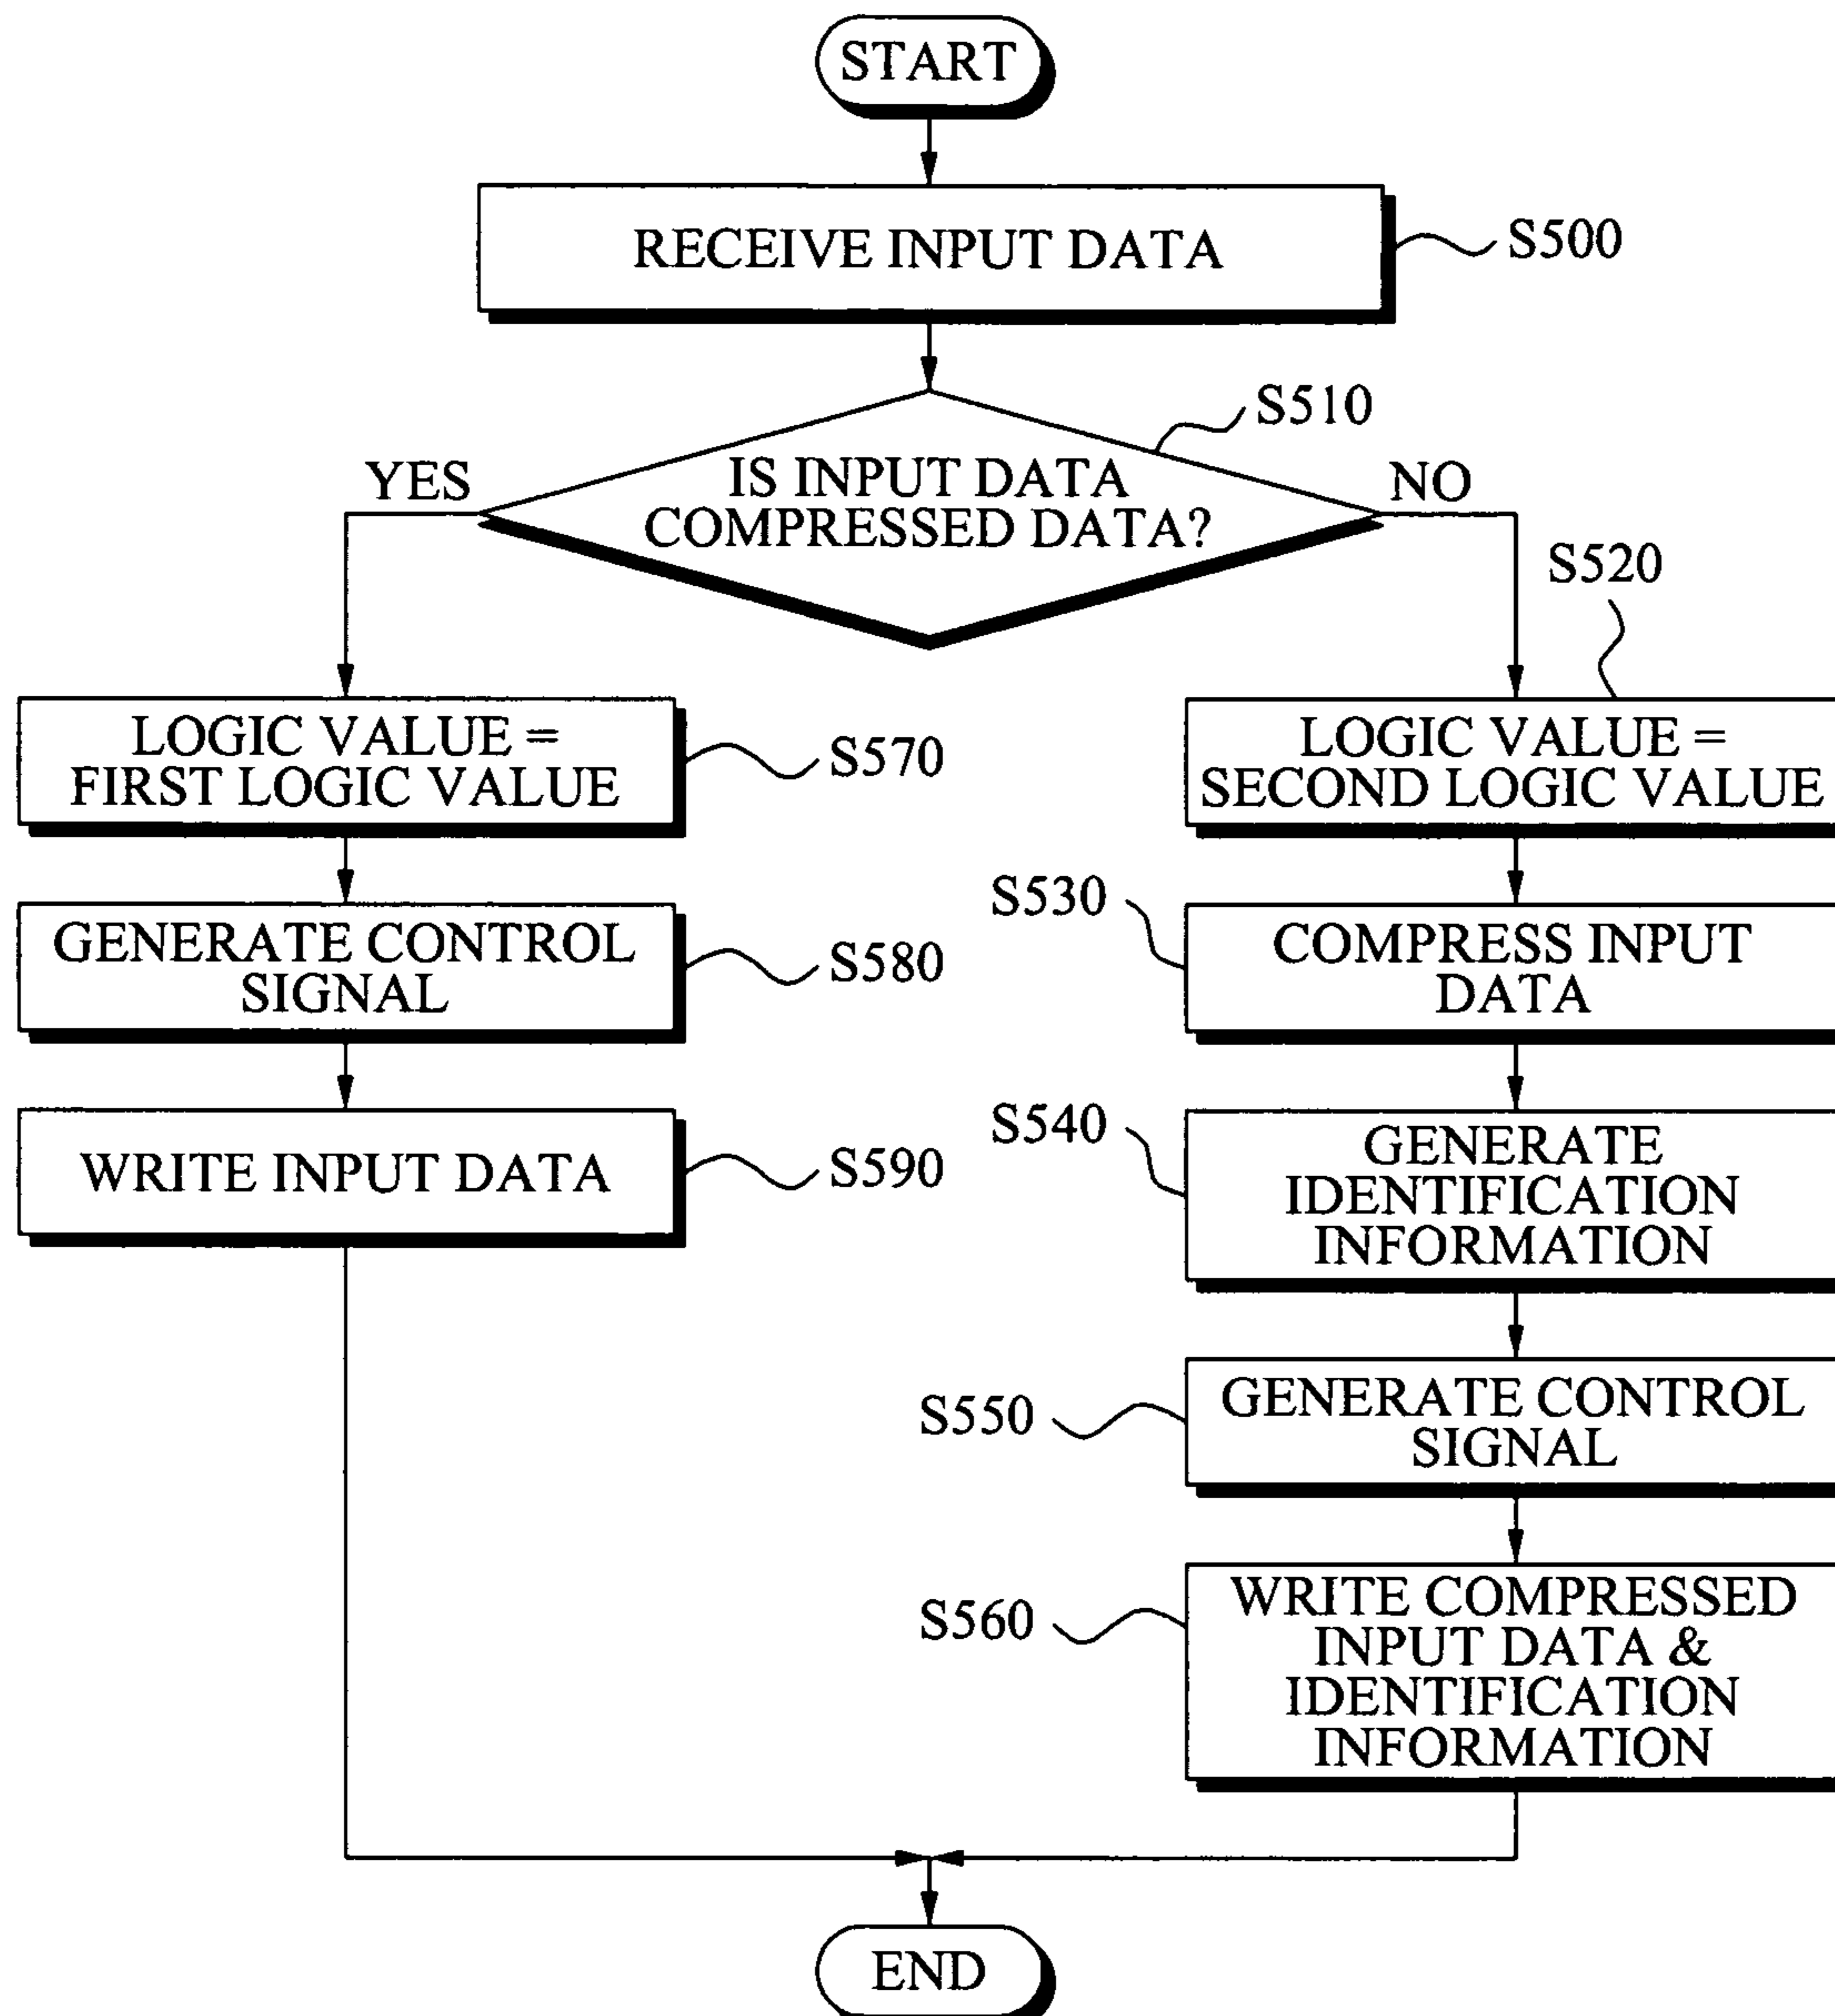 START
RECEIVE INPUT DATA
S500
S510
YES
IS INPUT DATA
COMPRESSED DATA?
NO
S520
LOGIC VALUE =
FIRST LOGIC VALUE
S570
LOGIC VALUE =
SECOND LOGIC VALUE
GENERATE CONTROL
SIGNAL
S580
S530
COMPRESS INPUT
DATA
WRITE INPUT DATA
S590
S540
GENERATE
IDENTIFICATION
INFORMATION
S550
GENERATE CONTROL
SIGNAL
S560
WRITE COMPRESSED
INPUT DATA &
IDENTIFICATION
INFORMATION
END